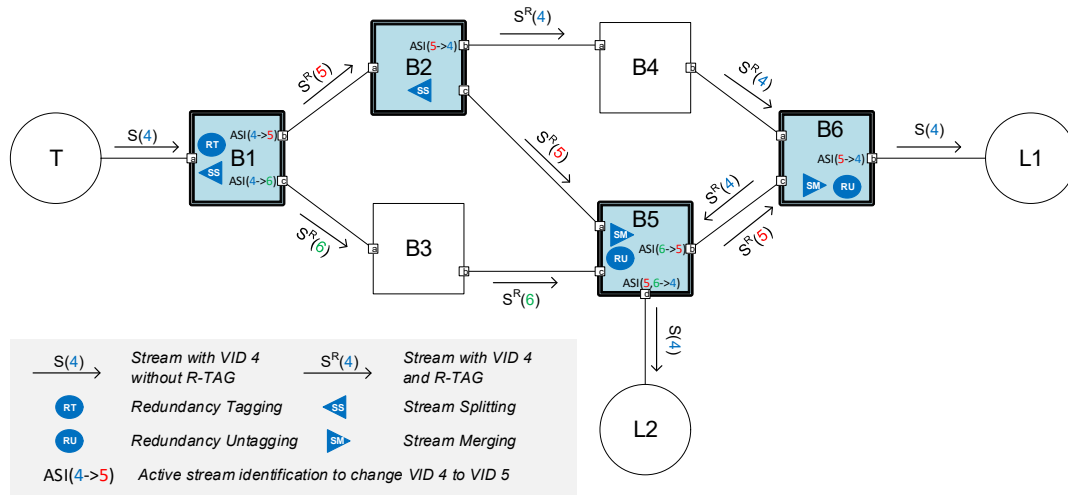 S^R(4)
ASI(5->4)
b
a
B2
a
B4
b
SS
c
S^R(5)
S^R(4)
S(4)
T
a
RT
ASI(4->5)
b
B1
SS
ASI(4->6)
c
S^R(5)
a
B6
S(4)
ASI(5->4)
b
L1
c
SM
RU
S^R(4)
S^R(6)
a
B3
b
a
B5
SM
S^R(5)
ASI(6->5)
b
RU
c
S^R(6)
ASI(5,6->4)
d
S(4)
L2
S(4)
Stream with VID 4
without R-TAG
S^R(4)
Stream with VID 4
and R-TAG
RT
Redundancy Tagging
SS
Stream Splitting
RU
Redundancy Untagging
SM
Stream Merging
ASI(4->5)
Active stream identification to change VID 4 to VID 5